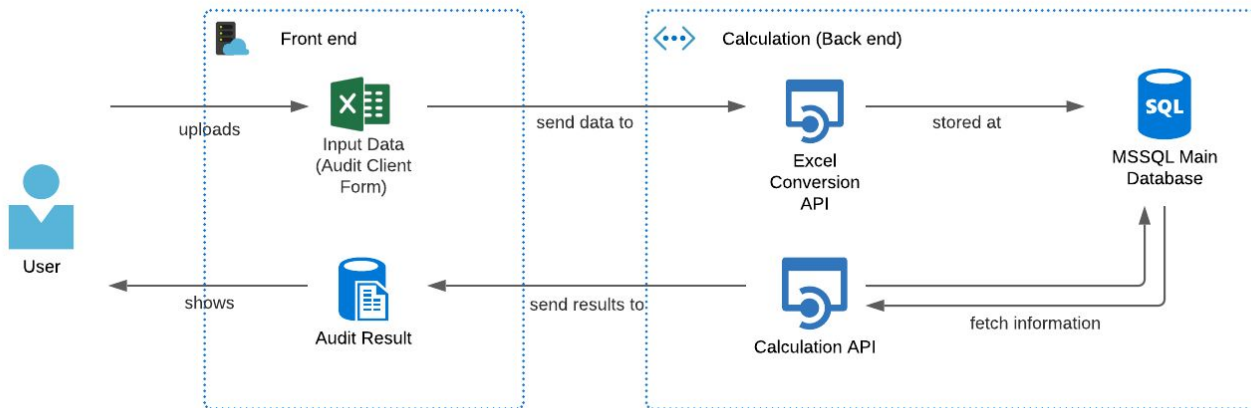 Front end
Calculation (Back end)
X
SQL
uploads
send data to
stored at
Input Data
(Audit Client
Form)
Excel
Conversion
API
MSSQL Main
Database
User
shows
send results to
fetch information
Audit Result
Calculation API